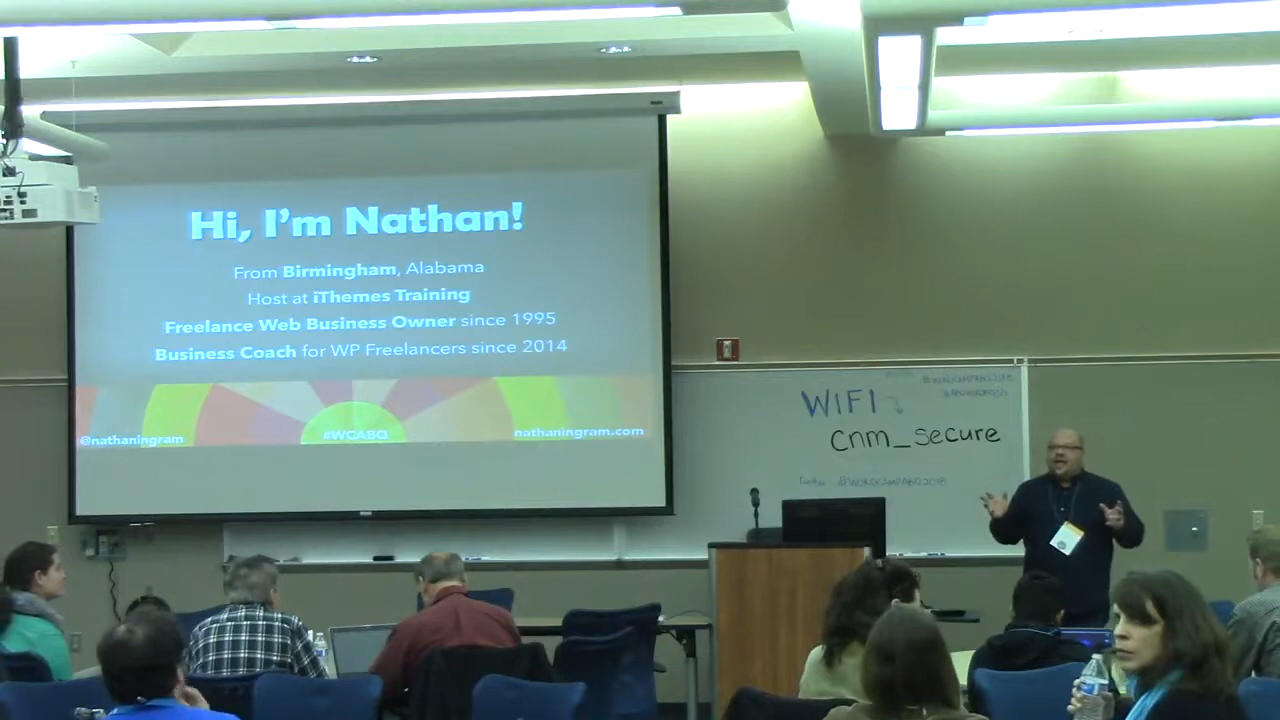 Hi, I'm Nathan!
From Birmingham, Alabama
Host at iThemes Training
Freelance Web Business Owner since 1995
Business Coach for WP Freelancers since 2014
@nathaningram
#WCABQ
nathaningram.com
WIFI
cnm_secure